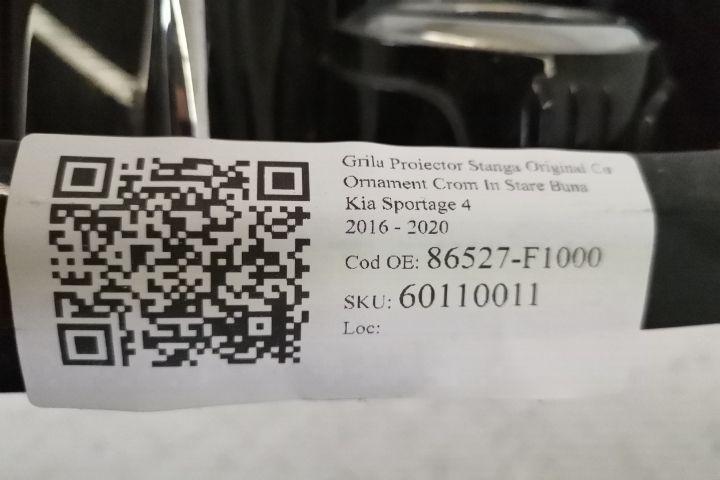 Grila Proiector Stanga Original Cu
Ornament Crom In Stare Buna
Kia Sportage 4
2016 - 2020
Cod OE: 86527-F1000
SKU: 60110011
Loc: